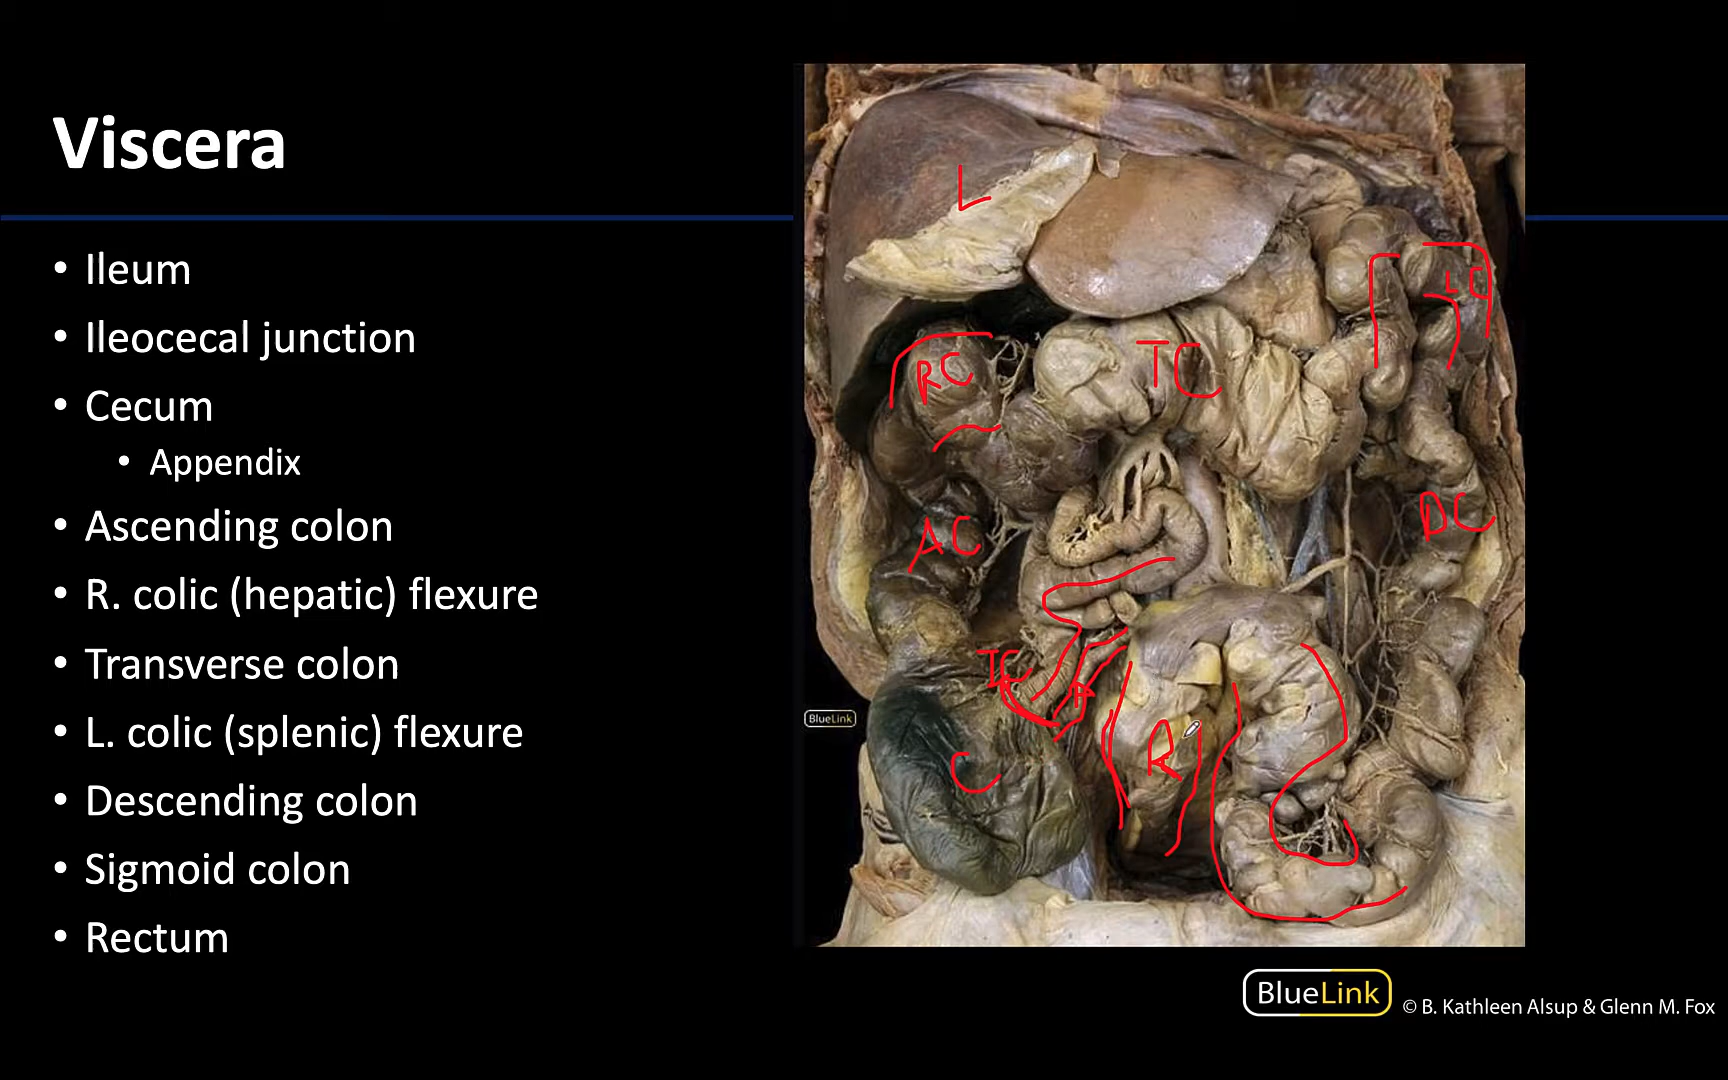 Viscera
• Ileum
• Ileocecal junction
• Cecum
• Appendix
• Ascending colon
• R. colic (hepatic) flexure
• Transverse colon
• L. colic (splenic) flexure
• Descending colon
• Sigmoid colon
• Rectum
L
LC
RC
TC
DC
AC
IC
A
R
C
BlueLink
BlueLink
© B. Kathleen Alsup & Glenn M. Fox